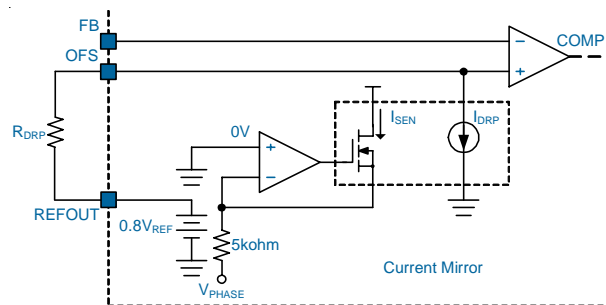 FB
COMP
OFS
−
+
I_SEN
I_DRP
R_DRP
0V
+
−
REFOUT
0.8V_REF
5kohm
Current Mirror
V_PHASE